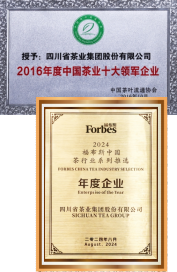 授予：四川省茶业集团股份有限公司
2016年度中国茶业十大领军企业
中国茶叶流通协会
福布斯
Forbes
2024
福布斯中国
茶行业系列推选
FORBES CHINA TEA INDUSTRY SELECTION
年度企业
Enterprise of the Year
四川省茶业集团股份有限公司
SICHUAN TEA GROUP
二零二四年八月
August, 2024